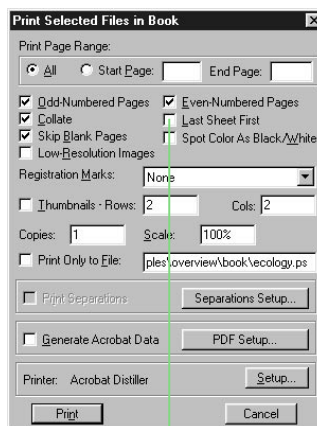 Print Selected Files in Book
Print Page Range:
All Start Page: End Page:
Odd-Numbered Pages Even-Numbered Pages
Collate Last Sheet First
Skip Blank Pages Spot Color As Black/White
Low-Resolution Images
Registration Marks: None
Thumbnails - Rows: 2 Cols: 2
Copies: 1 Scale: 100%
Print Only to File: ples\overview\book\ecology.ps
Print Separations Separations Setup...
Generate Acrobat Data PDF Setup...
Printer: Acrobat Distiller Setup...
Print Cancel